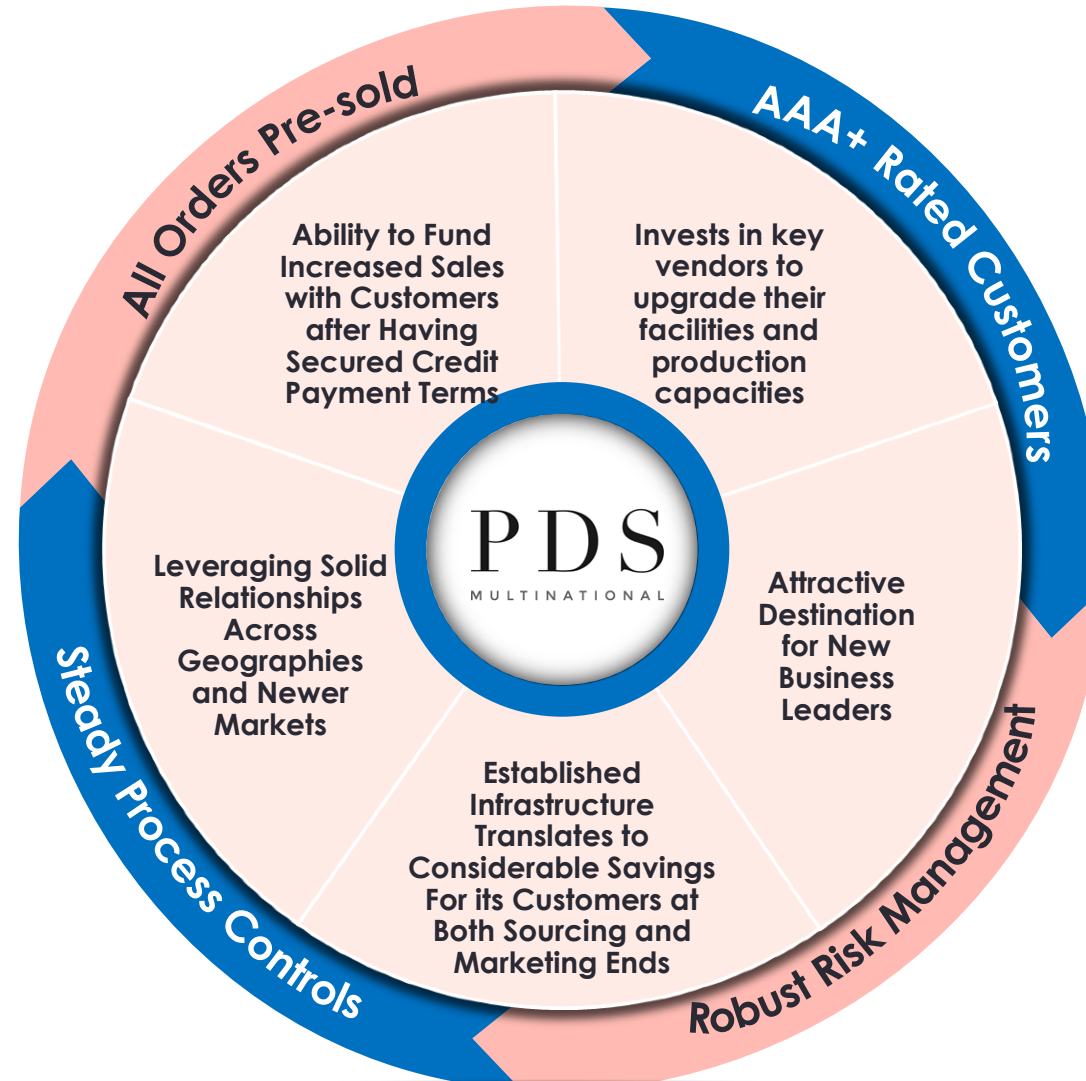 All Orders Pre-sold
AAA+ Rated Customers
Robust Risk Management
Steady Process Controls
Ability to Fund
Increased Sales
with Customers
after Having
Secured Credit
Payment Terms
Invests in key
vendors to
upgrade their
facilities and
production
capacities
Attractive
Destination
for New
Business
Leaders
Established
Infrastructure
Translates to
Considerable Savings
For its Customers at
Both Sourcing and
Marketing Ends
Leveraging Solid
Relationships
Across
Geographies
and Newer
Markets
PDS
MULTINATIONAL